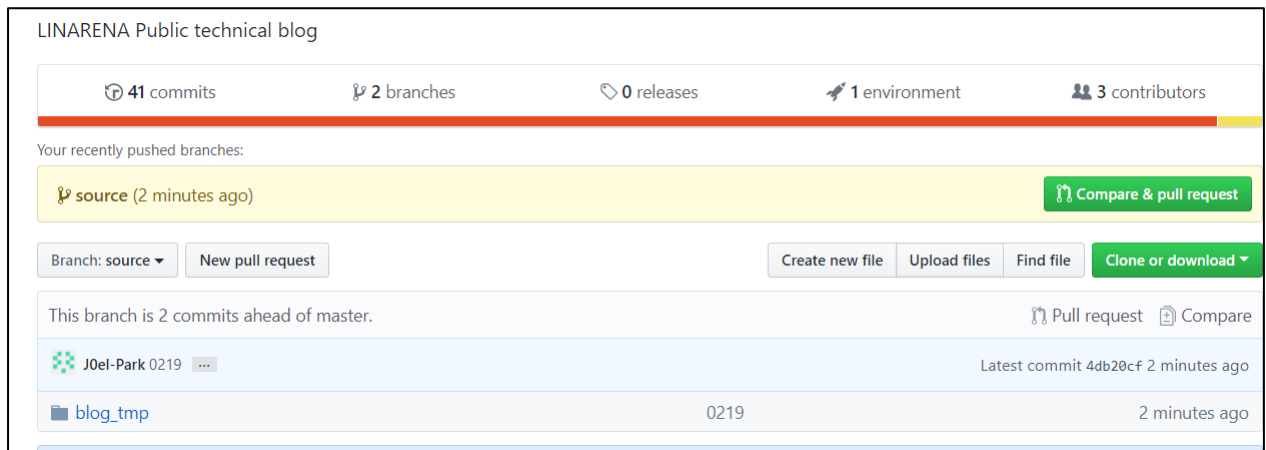 LINARENA Public technical blog
41 commits 2 branches 0 releases 1 environment 3 contributors
Your recently pushed branches:
source (2 minutes ago) Compare & pull request
Branch: source New pull request Create new file Upload files Find file Clone or download
This branch is 2 commits ahead of master. Pull request Compare
J0el-Park 0219 ... Latest commit 4db20cf 2 minutes ago
blog_tmp 0219 2 minutes ago